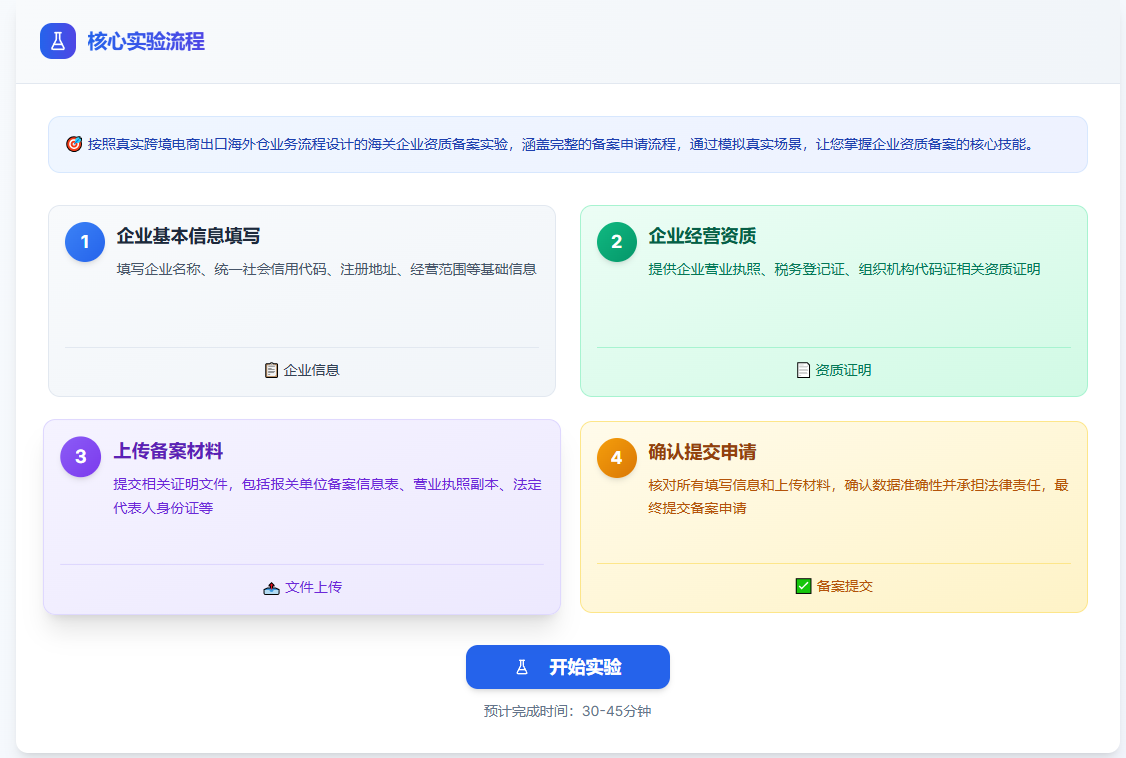 核心实验流程
🎯 按照真实跨境电商出口海外仓业务流程设计的海关企业资质备案实验，涵盖完整的备案申请流程，通过模拟真实场景，让您掌握企业资质备案的核心技能。
1
企业基本信息填写
填写企业名称、统一社会信用代码、注册地址、经营范围等基础信息
📋 企业信息
2
企业经营资质
提供企业营业执照、税务登记证、组织机构代码证相关资质证明
📄 资质证明
3
上传备案材料
提交相关证明文件，包括报关单位备案信息表、营业执照副本、法定
代表人身份证等
📤 文件上传
4
确认提交申请
核对所有填写信息和上传材料，确认数据准确性并承担法律责任，最
终提交备案申请
✅ 备案提交
开始实验
预计完成时间：30-45分钟